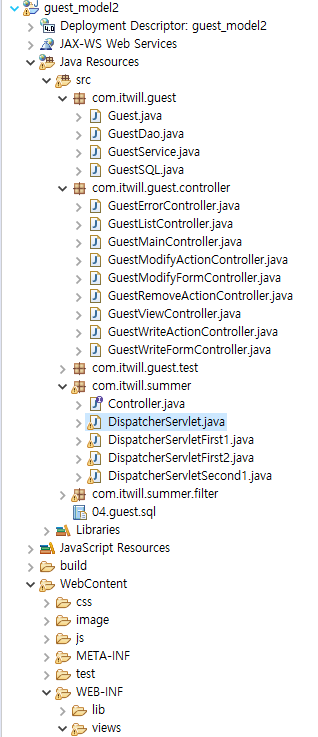 guest_model2
Deployment Descriptor: guest_model2
JAX-WS Web Services
Java Resources
src
com.itwill.guest
Guest.java
GuestDao.java
GuestService.java
GuestSQL.java
com.itwill.guest.controller
GuestErrorController.java
GuestListController.java
GuestMainController.java
GuestModifyActionController.java
GuestModifyFormController.java
GuestRemoveActionController.java
GuestViewController.java
GuestWriteActionController.java
GuestWriteFormController.java
com.itwill.guest.test
com.itwill.summer
Controller.java
DispatcherServlet.java
DispatcherServletFirst1.java
DispatcherServletFirst2.java
DispatcherServletSecond1.java
com.itwill.summer.filter
04.guest.sql
Libraries
JavaScript Resources
build
WebContent
css
image
js
META-INF
test
WEB-INF
lib
views